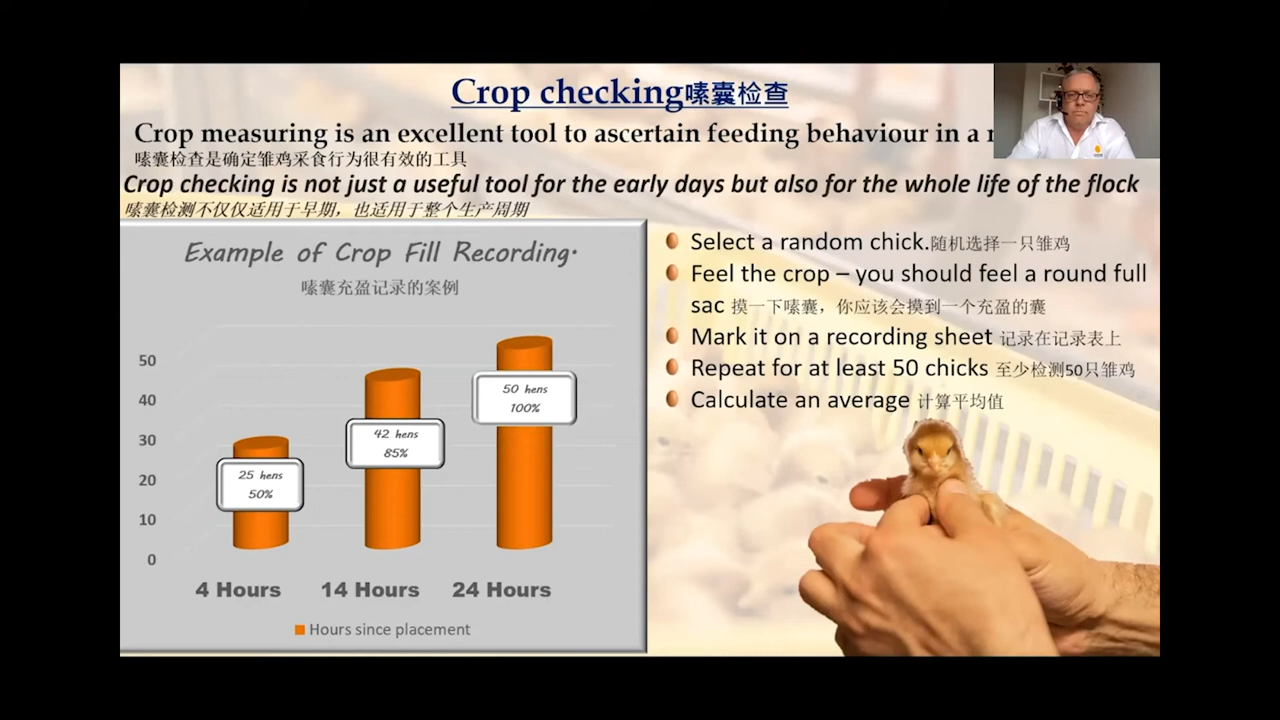 Crop checking嗉囊检查
Crop measuring is an excellent tool to ascertain feeding behaviour in a
嗉囊检查是确定雏鸡采食行为很有效的工具
Crop checking is not just a useful tool for the early days but also for the whole life of the flock
嗉囊检测不仅仅适用于早期，也适用于整个生产周期
Example of Crop Fill Recording.
嗉囊充盈记录的案例
50
40
30
20
10
0
25 hens
50%
42 hens
85%
50 hens
100%
4 Hours 14 Hours 24 Hours
Hours since placement
Select a random chick.随机选择一只雏鸡
Feel the crop – you should feel a round full
sac 摸一下嗉囊，你应该会摸到一个充盈的囊
Mark it on a recording sheet 记录在记录表上
Repeat for at least 50 chicks 至少检测50只雏鸡
Calculate an average 计算平均值